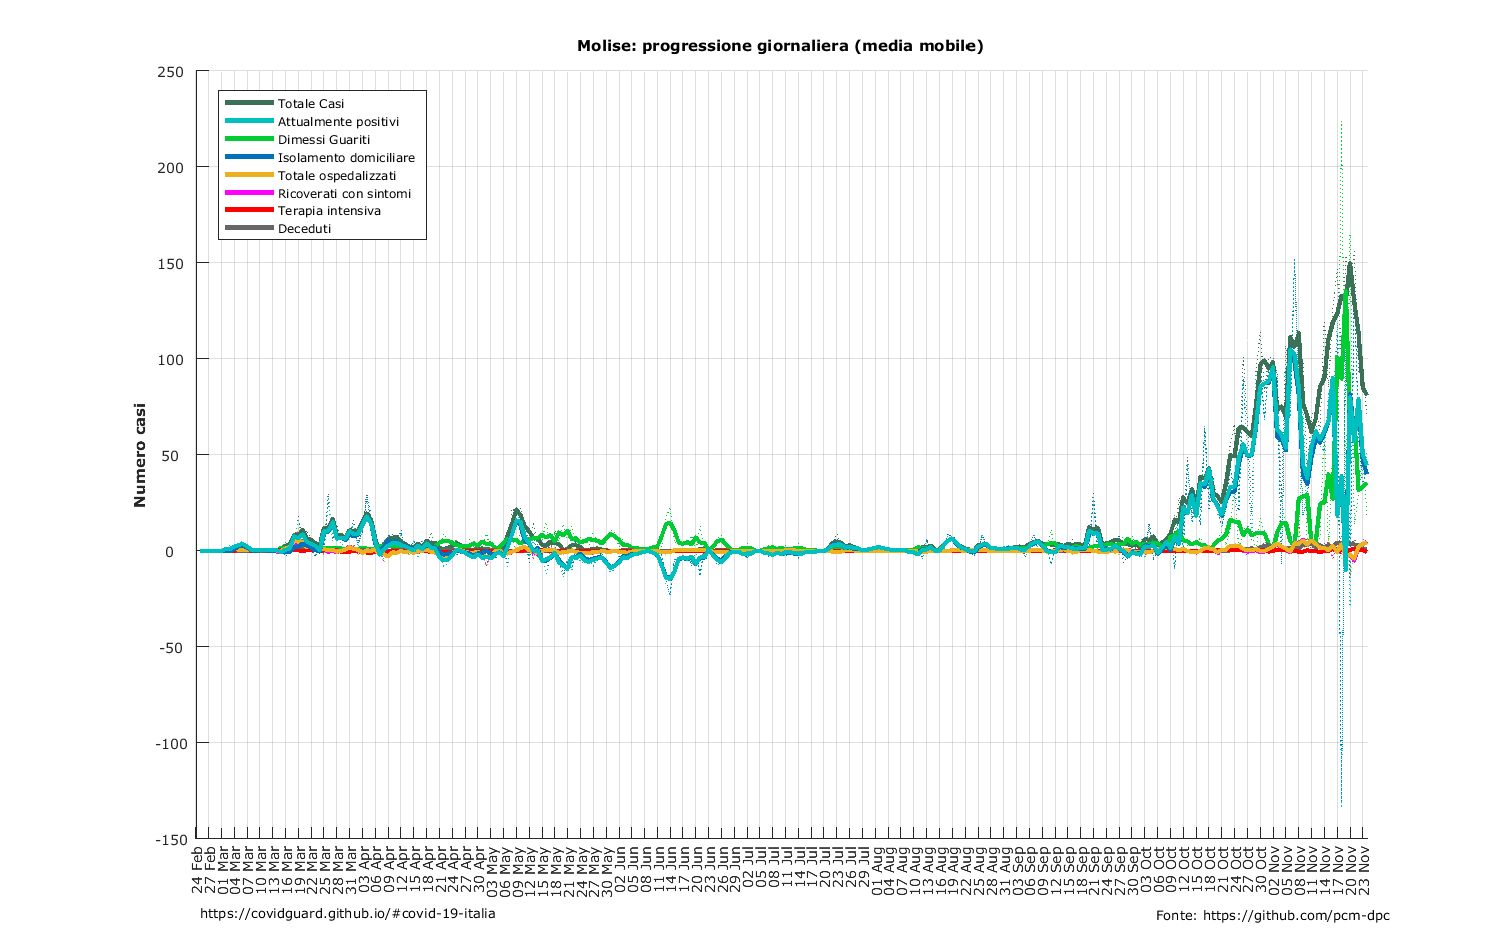 Molise: progressione giornaliera (media mobile)
250
200
150
100
50
0
-50
-100
-150
Numero casi
Totale Casi
Attualmente positivi
Dimessi Guariti
Isolamento domiciliare
Totale ospedalizzati
Ricoverati con sintomi
Terapia intensiva
Deceduti
24 Feb
27 Feb
01 Mar
04 Mar
07 Mar
10 Mar
13 Mar
16 Mar
19 Mar
22 Mar
25 Mar
28 Mar
31 Mar
03 Apr
06 Apr
09 Apr
12 Apr
15 Apr
18 Apr
21 Apr
24 Apr
27 Apr
30 Apr
03 May
06 May
09 May
12 May
15 May
18 May
21 May
24 May
27 May
30 May
02 Jun
05 Jun
08 Jun
11 Jun
14 Jun
17 Jun
20 Jun
23 Jun
26 Jun
29 Jun
02 Jul
05 Jul
08 Jul
11 Jul
14 Jul
17 Jul
20 Jul
23 Jul
26 Jul
29 Jul
01 Aug
04 Aug
07 Aug
10 Aug
13 Aug
16 Aug
19 Aug
22 Aug
25 Aug
28 Aug
31 Aug
03 Sep
06 Sep
09 Sep
12 Sep
15 Sep
18 Sep
21 Sep
24 Sep
27 Sep
30 Sep
03 Oct
06 Oct
09 Oct
12 Oct
15 Oct
18 Oct
21 Oct
24 Oct
27 Oct
30 Oct
02 Nov
05 Nov
08 Nov
11 Nov
14 Nov
17 Nov
20 Nov
23 Nov
https://covidguard.github.io/#covid-19-italia
Fonte: https://github.com/pcm-dpc